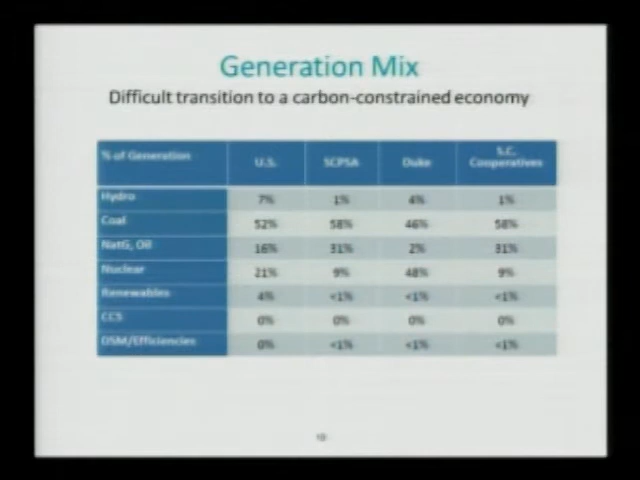 Generation Mix
Difficult transition to a carbon-constrained economy
% of Generation U.S. SCPSA Duke S.C. Cooperatives
Hydro 7% 1% 4% 1%
Coal 52% 58% 46% 58%
NatG, Oil 16% 31% 2% 31%
Nuclear 21% 9% 48% 9%
Renewables 4% <1% <1% <1%
CCS 0% 0% 0% 0%
DSM/Efficiencies 0% <1% <1% <1%